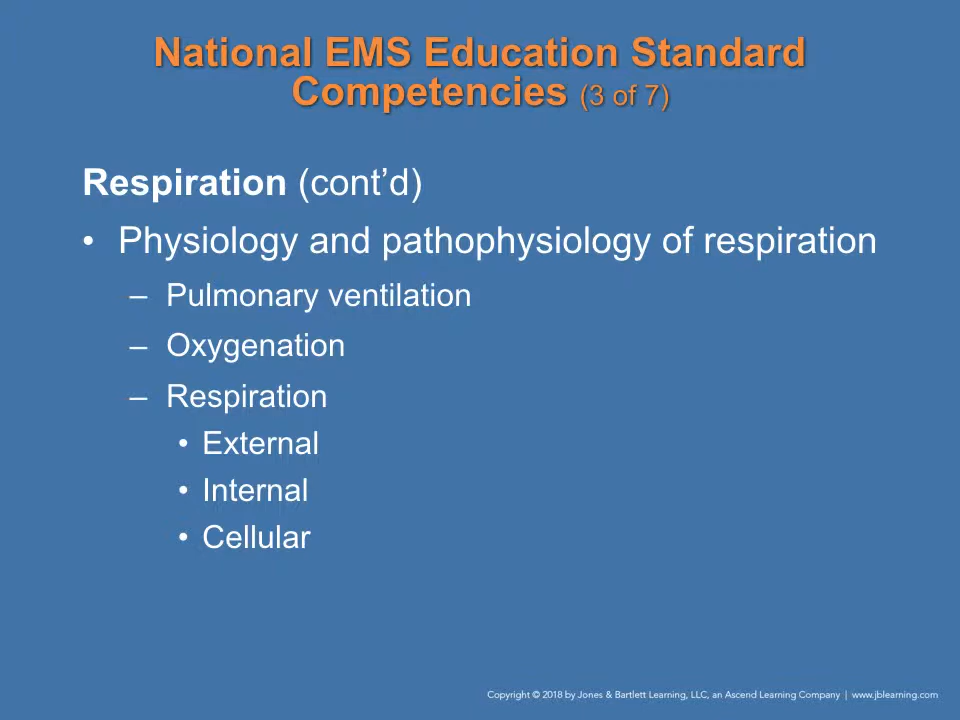 National EMS Education Standard
Competencies (3 of 7)
Respiration (cont’d)
• Physiology and pathophysiology of respiration
– Pulmonary ventilation
– Oxygenation
– Respiration
• External
• Internal
• Cellular
Copyright © 2018 by Jones & Bartlett Learning, LLC, an Ascend Learning Company | www.jblearning.com